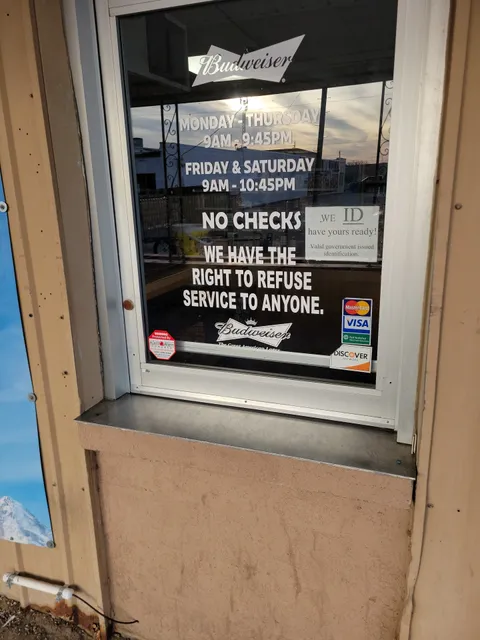 Budweiser
MONDAY - THURSDAY
9AM - 9:45PM
FRIDAY & SATURDAY
9AM - 10:45PM
NO CHECKS
WE ID
have yours ready!
Valid government issued
identification
WE HAVE THE
RIGHT TO REFUSE
SERVICE TO ANYONE.
Budweiser
MasterCard
VISA
DISCOVER